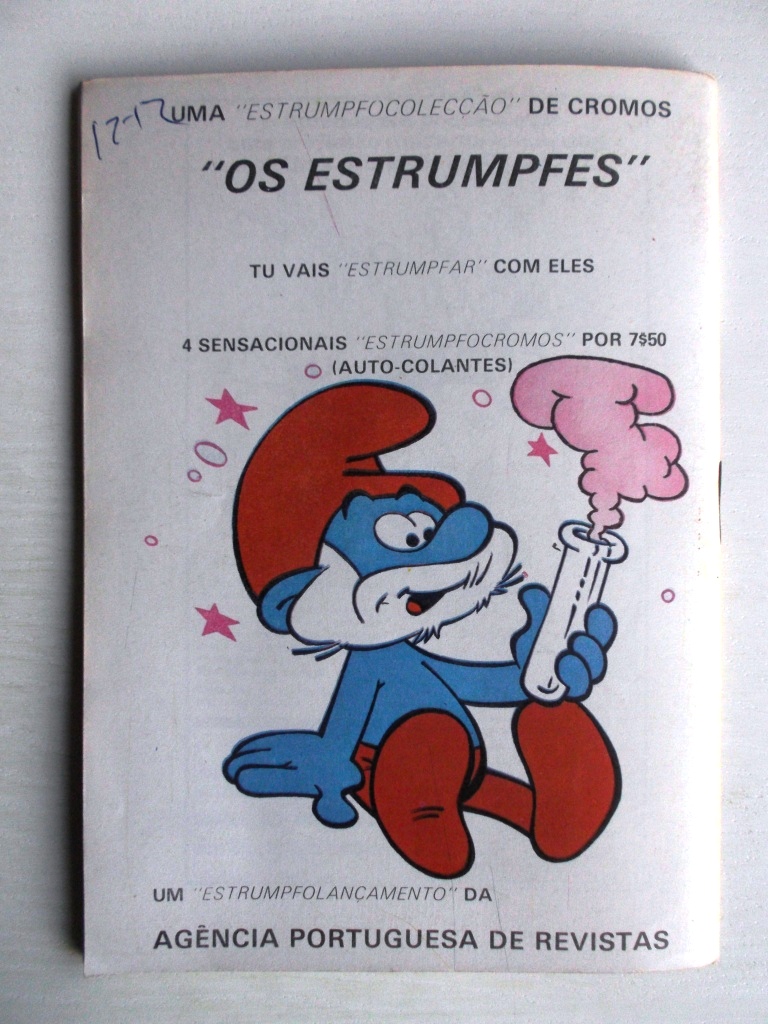 17-12
UMA "ESTRUMPFOCOLECÇÃO" DE CROMOS
"OS ESTRUMPFES"
TU VAIS "ESTRUMPFAR" COM ELES
4 SENSACIONAIS "ESTRUMPFOCROMOS" POR 7$50
(AUTO-COLANTES)
UM "ESTRUMPFOLANÇAMENTO" DA
AGÊNCIA PORTUGUESA DE REVISTAS